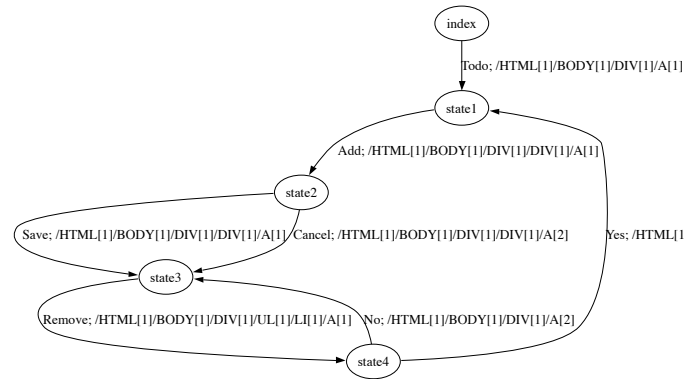 index
Todo; /HTML[1]/BODY[1]/DIV[1]/A[1]
state1
Add; /HTML[1]/BODY[1]/DIV[1]/DIV[1]/A[1]
state2
Save; /HTML[1]/BODY[1]/DIV[1]/DIV[1]/A[1]
Cancel; /HTML[1]/BODY[1]/DIV[1]/DIV[1]/A[2]
Yes; /HTML[1
state3
Remove; /HTML[1]/BODY[1]/DIV[1]/UL[1]/LI[1]/A[1]
No; /HTML[1]/BODY[1]/DIV[1]/A[2]
state4